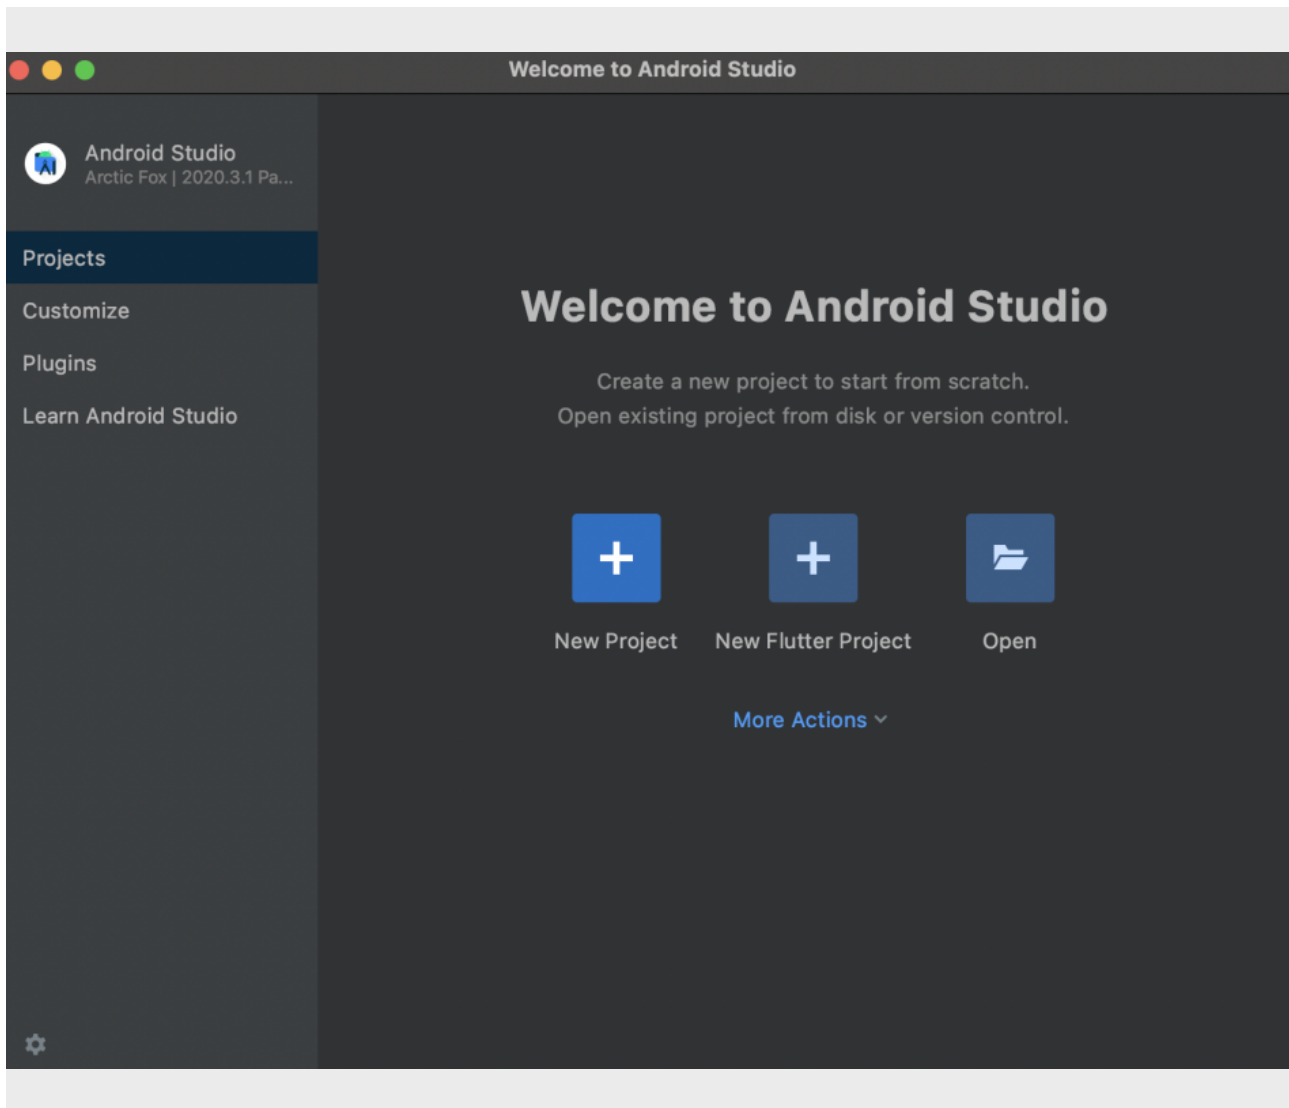 Welcome to Android Studio
Android Studio
Arctic Fox | 2020.3.1 Pa...
Projects
Customize
Plugins
Learn Android Studio
Welcome to Android Studio
Create a new project to start from scratch.
Open existing project from disk or version control.
New Project
New Flutter Project
Open
More Actions